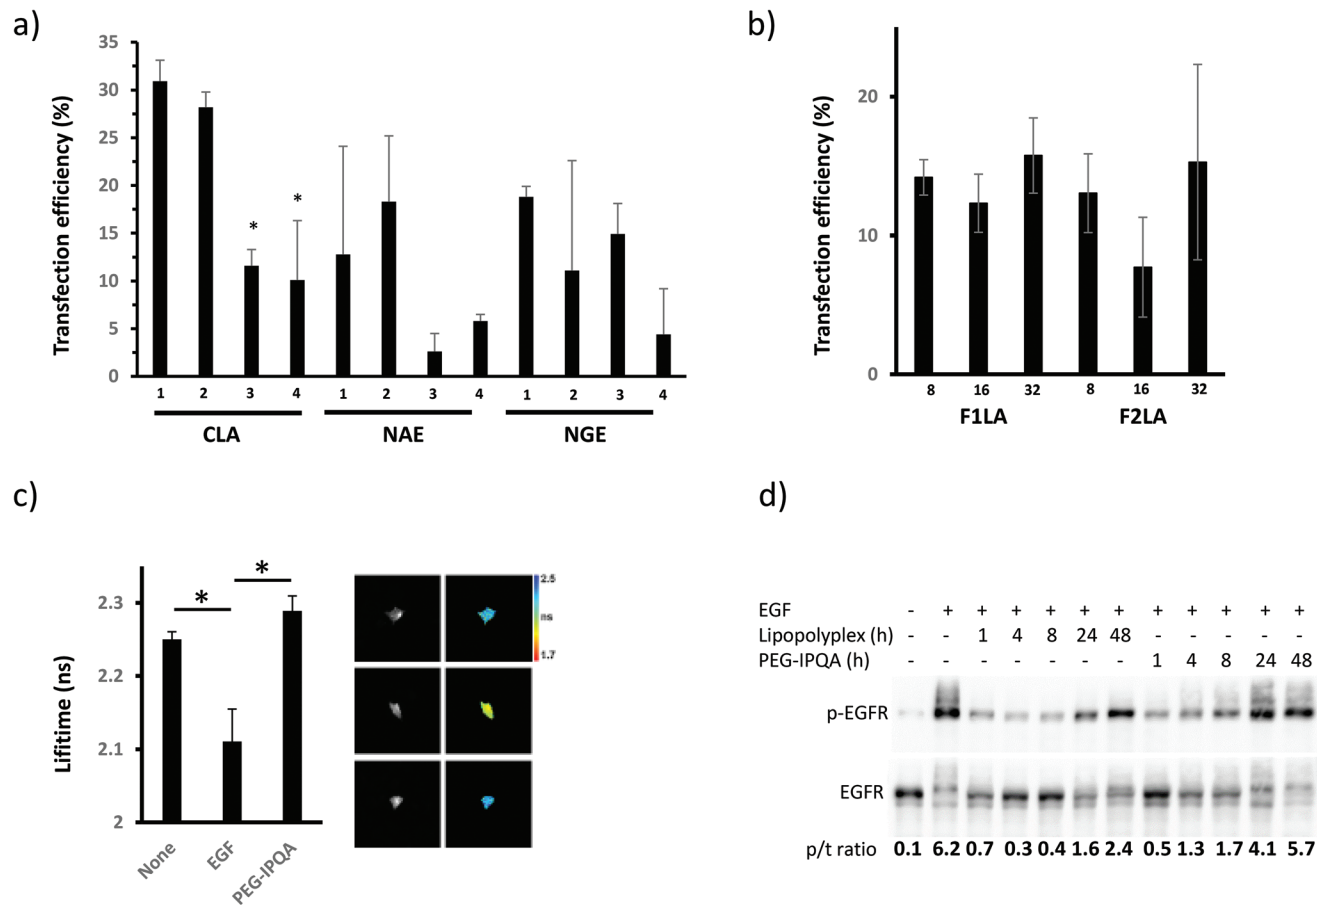 a)
35
30
25
20
15
10
5
0
Transfection efficiency (%)
* *
1 2 3 4 1 2 3 4 1 2 3 4
CLA NAE NGE
b)
20
10
0
Transfection efficiency (%)
8 16 32 8 16 32
F1LA F2LA
c)
2.3
2.2
2.1
2
Lifitime (ns)
* *
None EGF PEG-IPQA
2.5
ns
1.7
d)
EGF - + + + + + + + + + + +
Lipopolyplex (h) - - 1 4 8 24 48 - - - - -
PEG-IPQA (h) - - - - - - - 1 4 8 24 48
p-EGFR
EGFR
p/t ratio 0.1 6.2 0.7 0.3 0.4 1.6 2.4 0.5 1.3 1.7 4.1 5.7